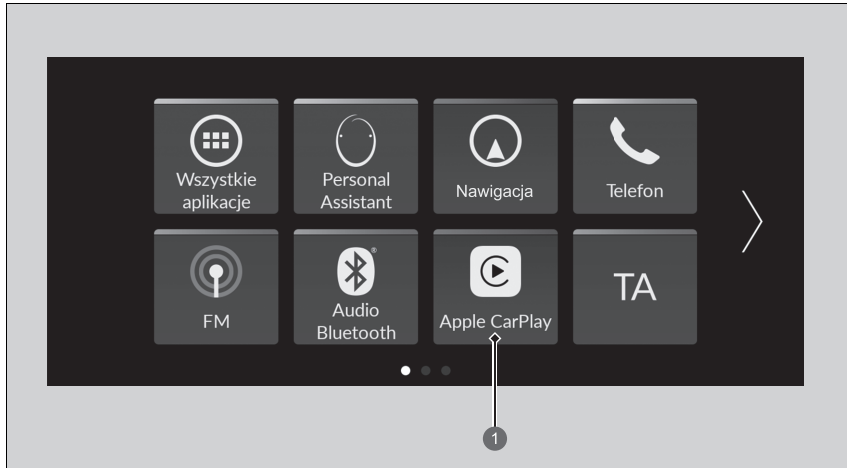 Wszystkie
aplikacje
Personal
Assistant
Nawigacja
Telefon
FM
®
Audio
Bluetooth
Apple CarPlay
TA
1